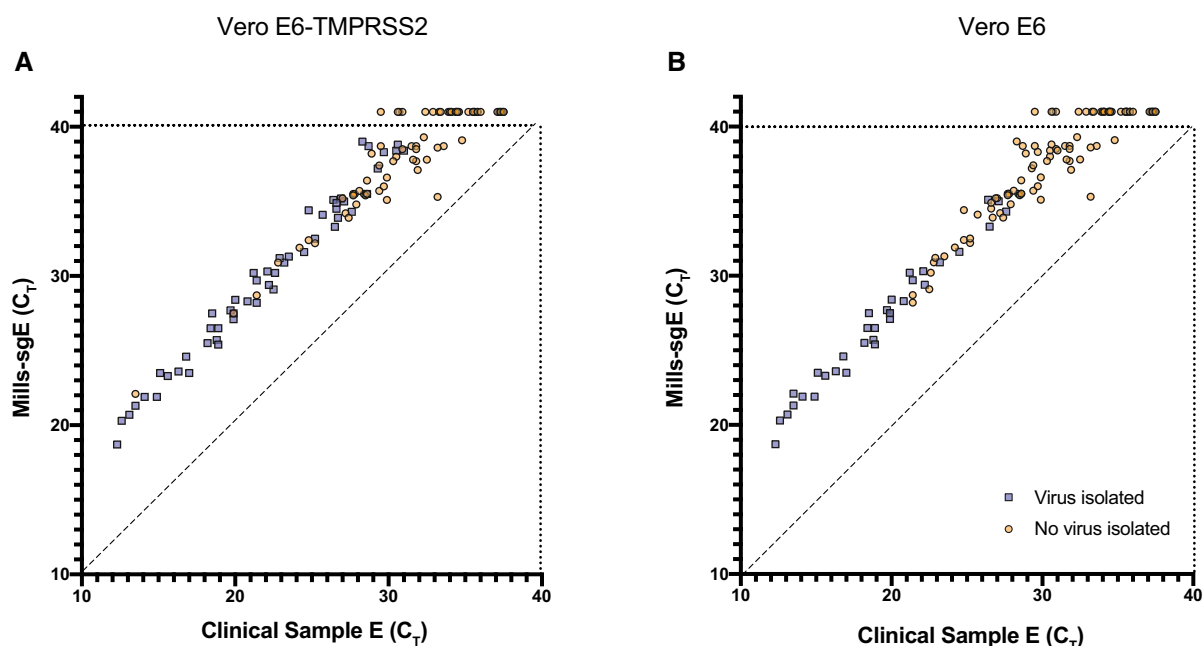 Vero E6-TMPRSS2
Vero E6
A
B
40
30
20
10
Mills-sgE (CT)
10
20
30
40
Clinical Sample E (CT)
40
30
20
10
Mills-sgE (CT)
10
20
30
40
Clinical Sample E (CT)
Virus isolated
No virus isolated